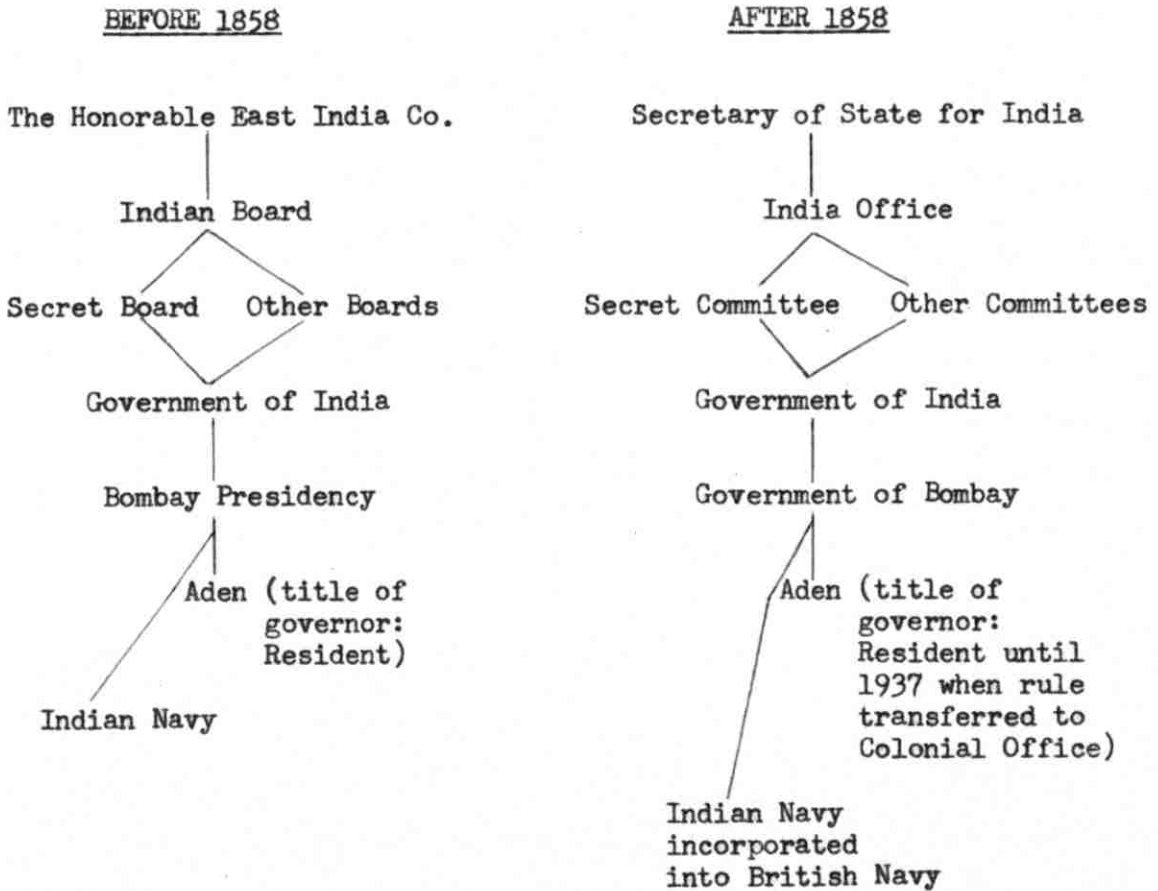 BEFORE 1858
The Honorable East India Co.
Indian Board
Secret Board Other Boards
Government of India
Bombay Presidency
Aden (title of
governor:
Resident)
Indian Navy
AFTER 1858
Secretary of State for India
India Office
Secret Committee Other Committees
Government of India
Government of Bombay
Aden (title of
governor:
Resident until
1937 when rule
transferred to
Colonial Office)
Indian Navy
incorporated
into British Navy